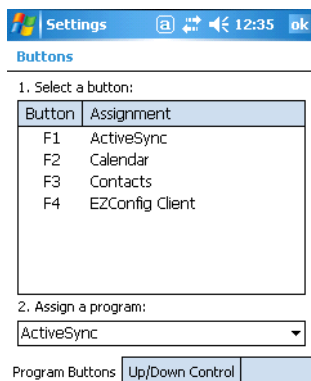 Settings a 12:35 ok
Buttons
1. Select a button:
Button Assignment
F1 ActiveSync
F2 Calendar
F3 Contacts
F4 EZConfig Client
2. Assign a program:
ActiveSync
Program Buttons Up/Down Control